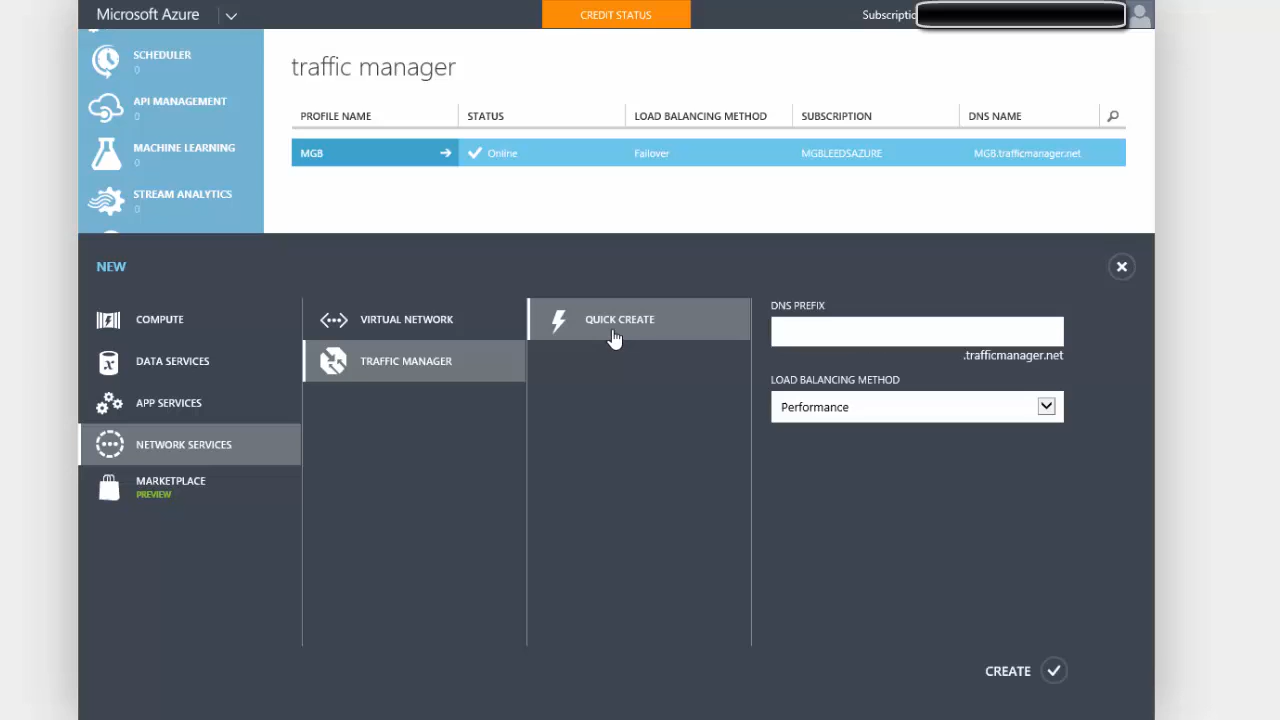 Microsoft Azure
CREDIT STATUS
Subscriptio
SCHEDULER
0
API MANAGEMENT
0
MACHINE LEARNING
0
STREAM ANALYTICS
0
traffic manager
PROFILE NAME STATUS LOAD BALANCING METHOD SUBSCRIPTION DNS NAME
MGB Online Failover MGBLEEDSAZURE MGB.trafficmanager.net
NEW
COMPUTE
DATA SERVICES
APP SERVICES
NETWORK SERVICES
MARKETPLACE
PREVIEW
VIRTUAL NETWORK
TRAFFIC MANAGER
QUICK CREATE
DNS PREFIX
.trafficmanager.net
LOAD BALANCING METHOD
Performance
CREATE